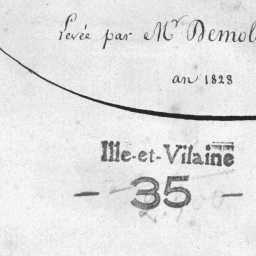 Levée par Mr Demol
an 1828
Ille-et-Vilaine
- 35 -